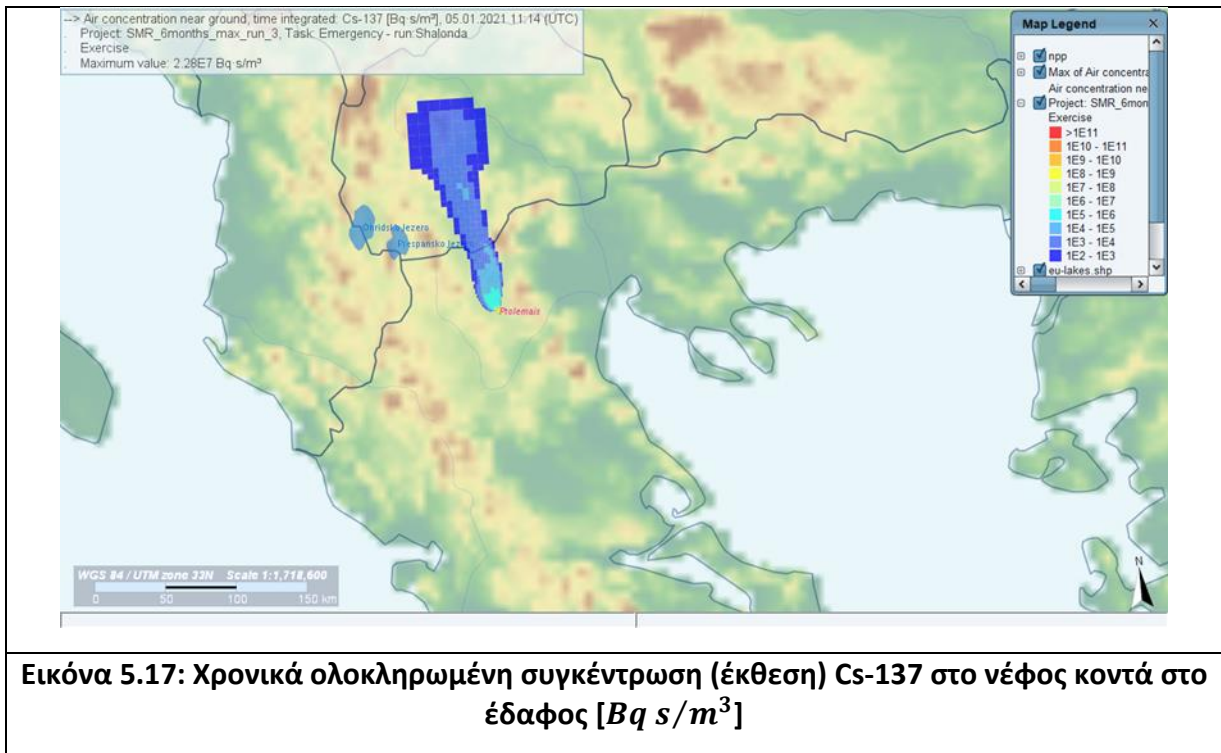 --> Air concentration near ground, time integrated: Cs-137 [Bq·s/m³], 05.01.2021 11:14 (UTC)
Project: SMR_6months_max_run_3, Task: Emergency - run Shalonda
Exercise
Maximum value: 2.28E7 Bq·s/m³
Map Legend
npp
Max of Air concentra
Air concentration ne
Project: SMR_6mon
Exercise
>1E11
1E10 - 1E11
1E9 - 1E10
1E8 - 1E9
1E7 - 1E8
1E6 - 1E7
1E5 - 1E6
1E4 - 1E5
1E3 - 1E4
1E2 - 1E3
eu-lakes.shp
Ohridsko Jezero
Prespansko Jez
Ptolemais
N
WGS 84 / UTM zone 33N Scale 1:1,718,600
0 50 100 150 km
Εικόνα 5.17: Χρονικά ολοκληρωμένη συγκέντρωση (έκθεση) Cs-137 στο νέφος κοντά στο
έδαφος [Bq s/m³]